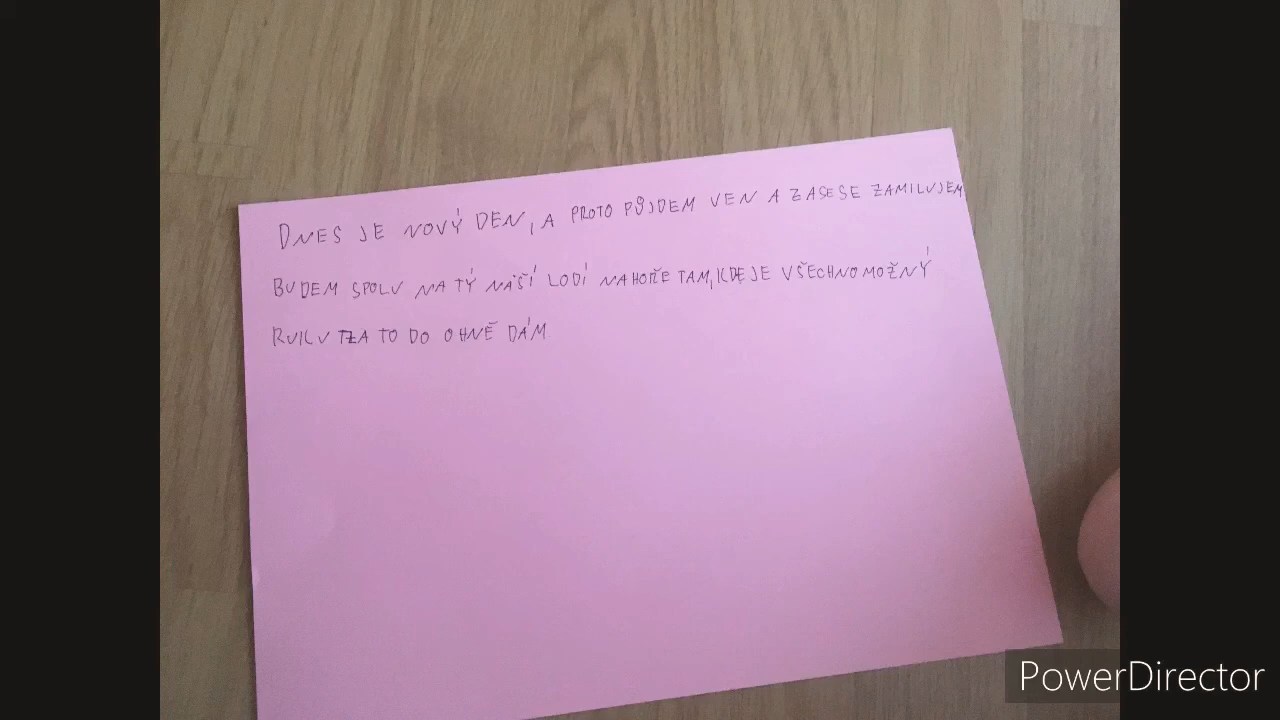 DNES JE NOVÝ DEN, A PROTO PŮJDEM VEN A ZASE SE ZAMILUJEM
BUDEM SPOLU NA TÝ NAŠÍ LODÍ NAHOŘE TAM, KDE JE VŠECHNO MOŽNÝ
RUKU ZA TO DO OHNĚ DÁM
PowerDirector